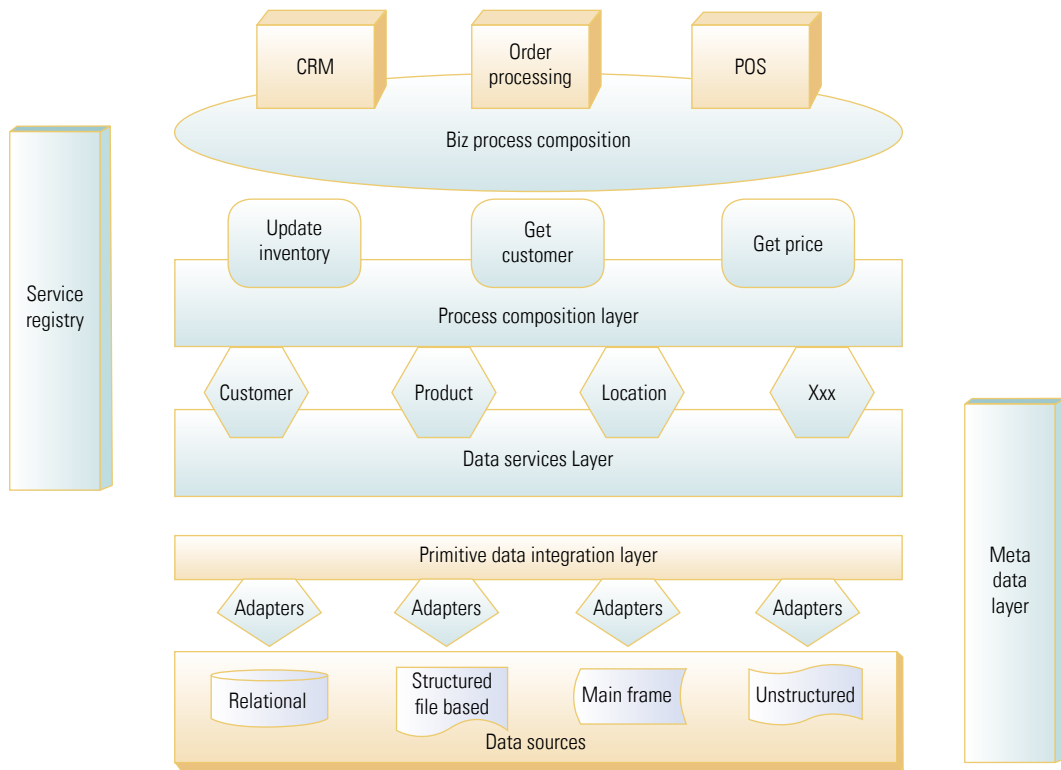 CRM
Order
processing
POS
Biz process composition
Update
inventory
Get
customer
Get price
Process composition layer
Service
registry
Customer
Product
Location
Xxx
Data services Layer
Primitive data integration layer
Adapters
Adapters
Adapters
Adapters
Meta
data
layer
Relational
Structured
file based
Main frame
Unstructured
Data sources